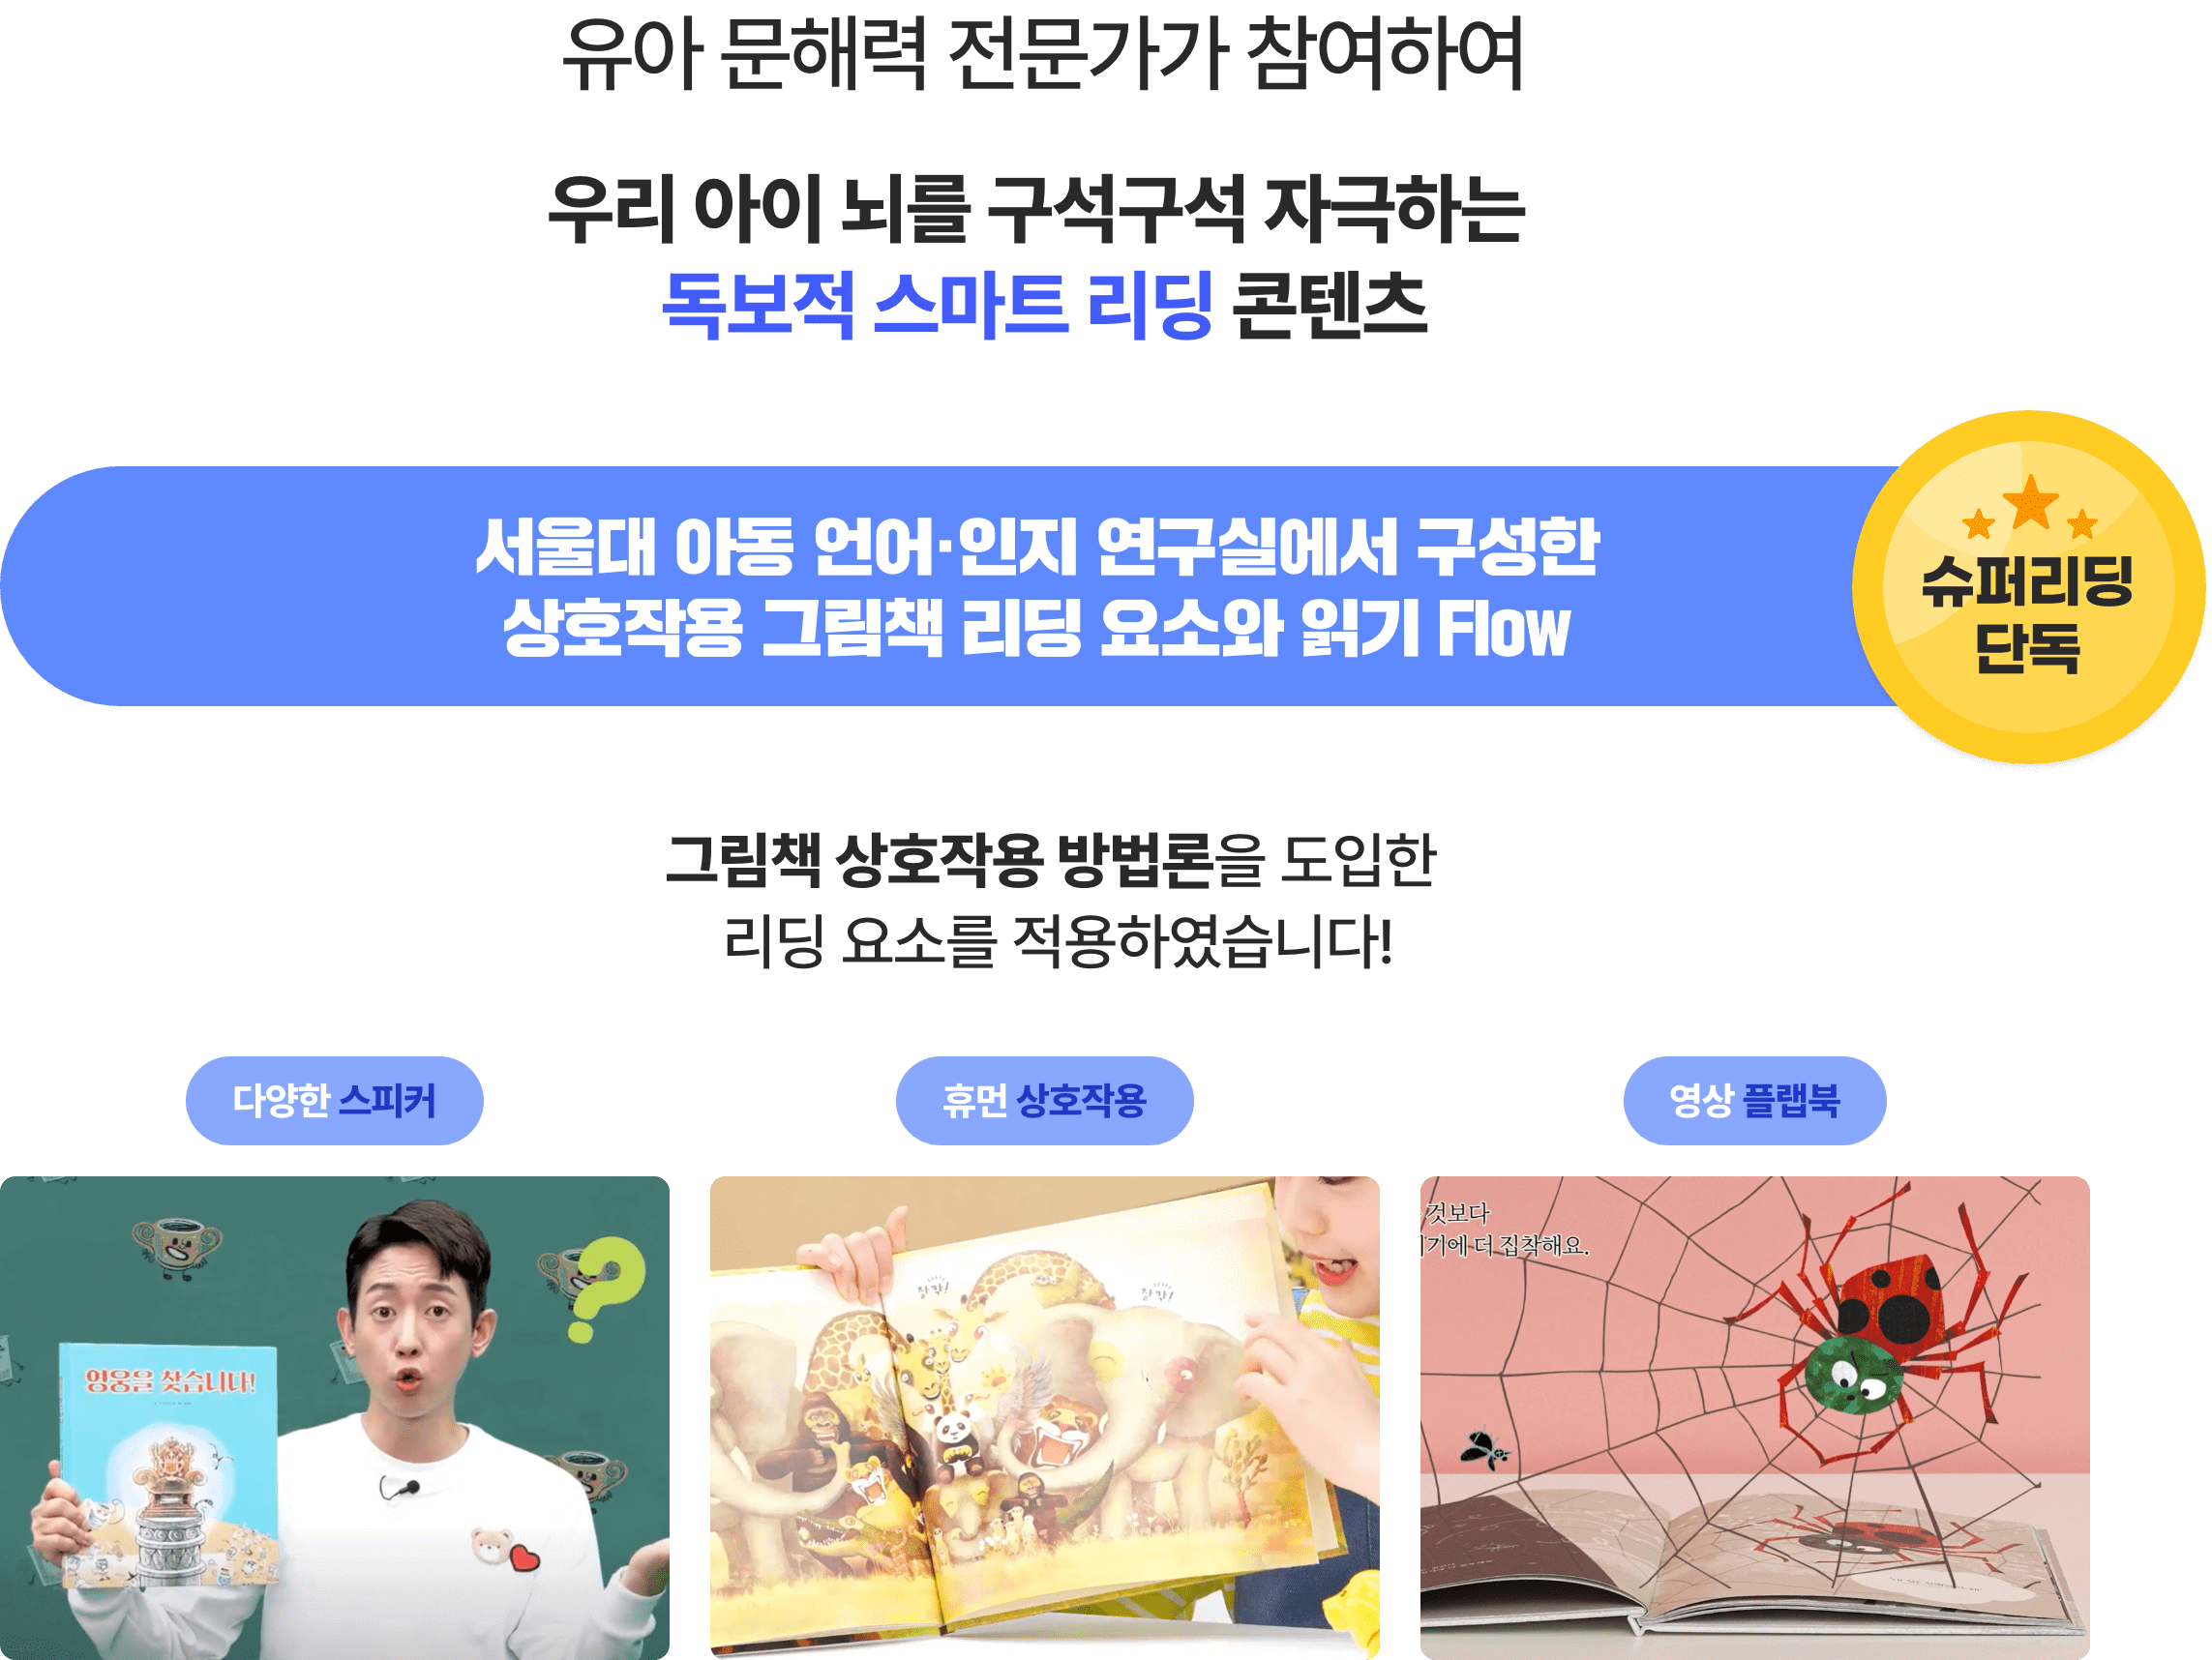 유아 문해력 전문가가 참여하여
우리 아이 뇌를 구석구석 자극하는
독보적 스마트 리딩 콘텐츠
서울대 아동 언어·인지 연구실에서 구성한
상호작용 그림책 리딩 요소와 읽기 Flow
슈퍼리딩
단독
그림책 상호작용 방법론을 도입한
리딩 요소를 적용하였습니다!
다양한 스피커
휴먼 상호작용
영상 플랩북
영웅을 찾습니다!
찰칵!
찰칵!
것보다
기에 더 집착해요.